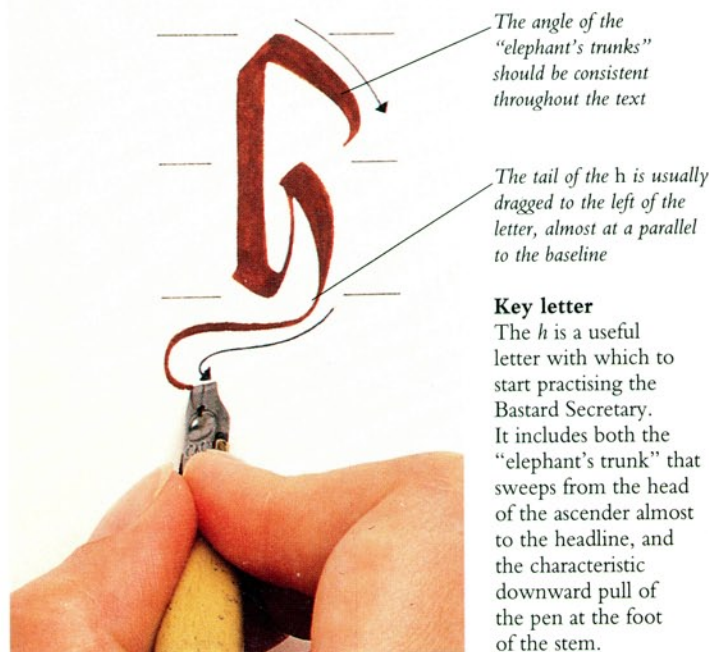 The angle of the
“elephant's trunks”
should be consistent
throughout the text
The tail of the h is usually
dragged to the left of the
letter, almost at a parallel
to the baseline
Key letter
The h is a useful
letter with which to
start practising the
Bastard Secretary.
It includes both the
“elephant's trunk” that
sweeps from the head
of the ascender almost
to the headline, and
the characteristic
downward pull of
the pen at the foot
of the stem.
h